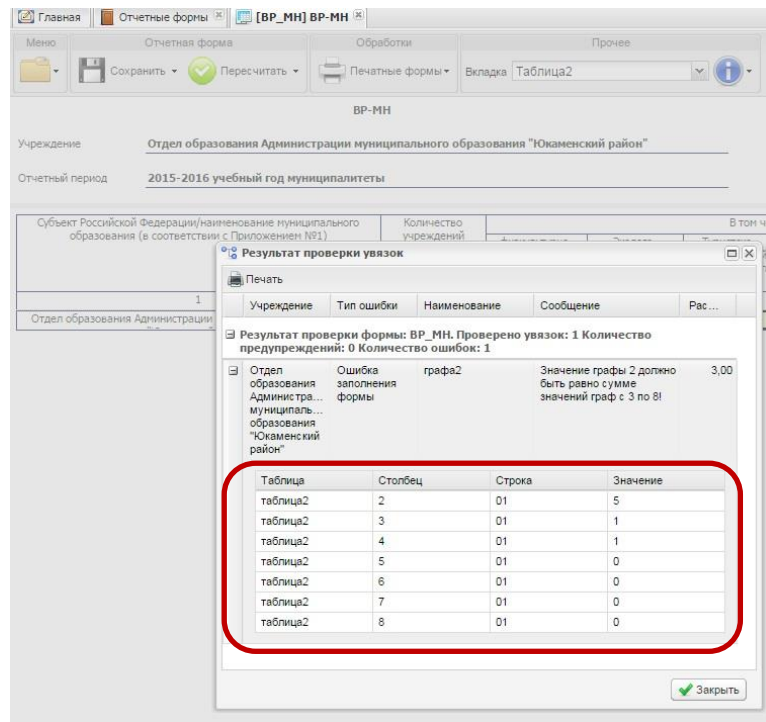 Главная Отчетные формы [BP_MH] BP-MH
Меню Отчетная форма Обработки Прочее
Сохранить Пересчитать Печатные формы Вкладка Таблица2
BP-MH
Учреждение Отдел образования Администрации муниципального образования "Юкаменский район"
Отчетный период 2015-2016 учебный год муниципалитеты
Субъект Российской Федерации/наименование муниципального Количество В том ч
образования (в соответствии с Приложением №1) учреждений
Результат проверки увязок
Печать
1
Учреждение Тип ошибки Наименование Сообщение Рас...
Отдел образования Администрации
Результат проверки формы: BP_MH. Проверено увязок: 1 Количество
предупреждений: 0 Количество ошибок: 1
Отдел Ошибка графа2 Значение графы 2 должно 3,00
образования заполнения быть равно сумме
Администра... формы значений граф с 3 по 8!
муниципаль...
образования
"Юкаменский
район"
Таблица Столбец Строка Значение
таблица2 2 01 5
таблица2 3 01 1
таблица2 4 01 1
таблица2 5 01 0
таблица2 6 01 0
таблица2 7 01 0
таблица2 8 01 0
Закрыть